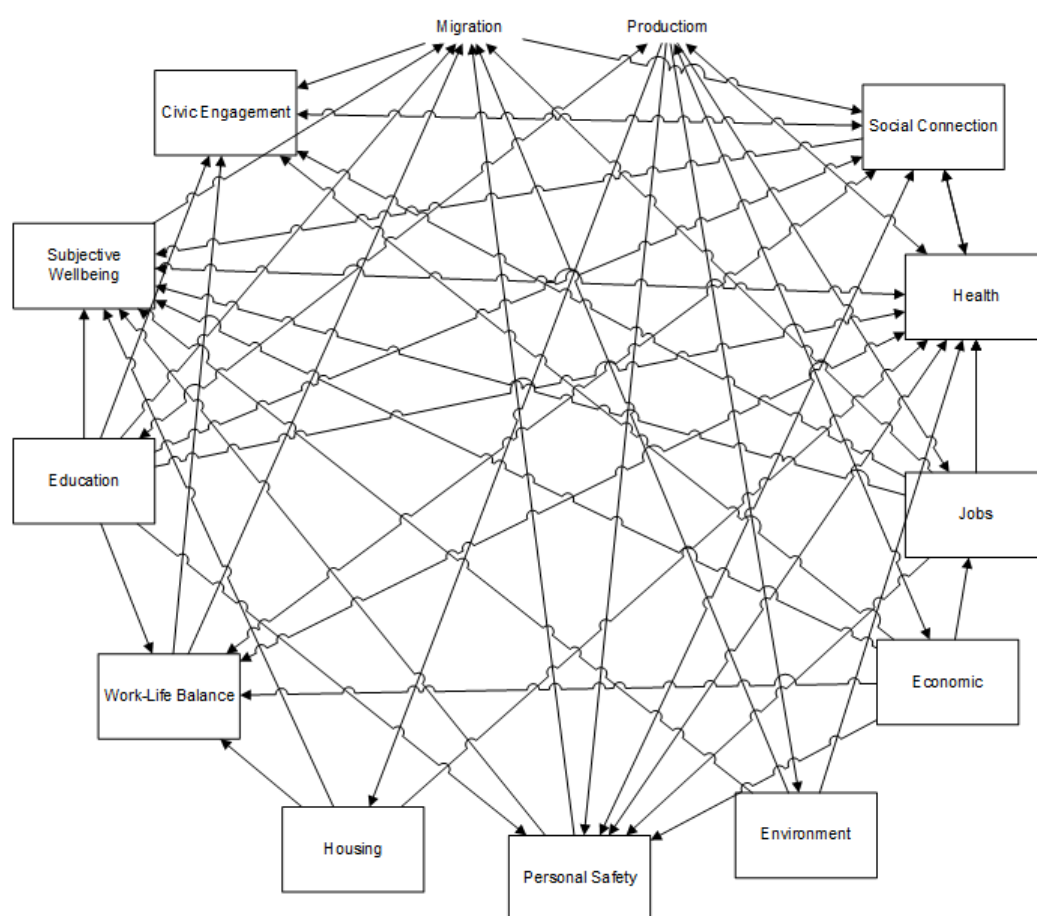 Migration
Productiom
Civic Engagement
Social Connection
Subjective
Wellbeing
Health
Education
Jobs
Work-Life Balance
Economic
Housing
Environment
Personal Safety